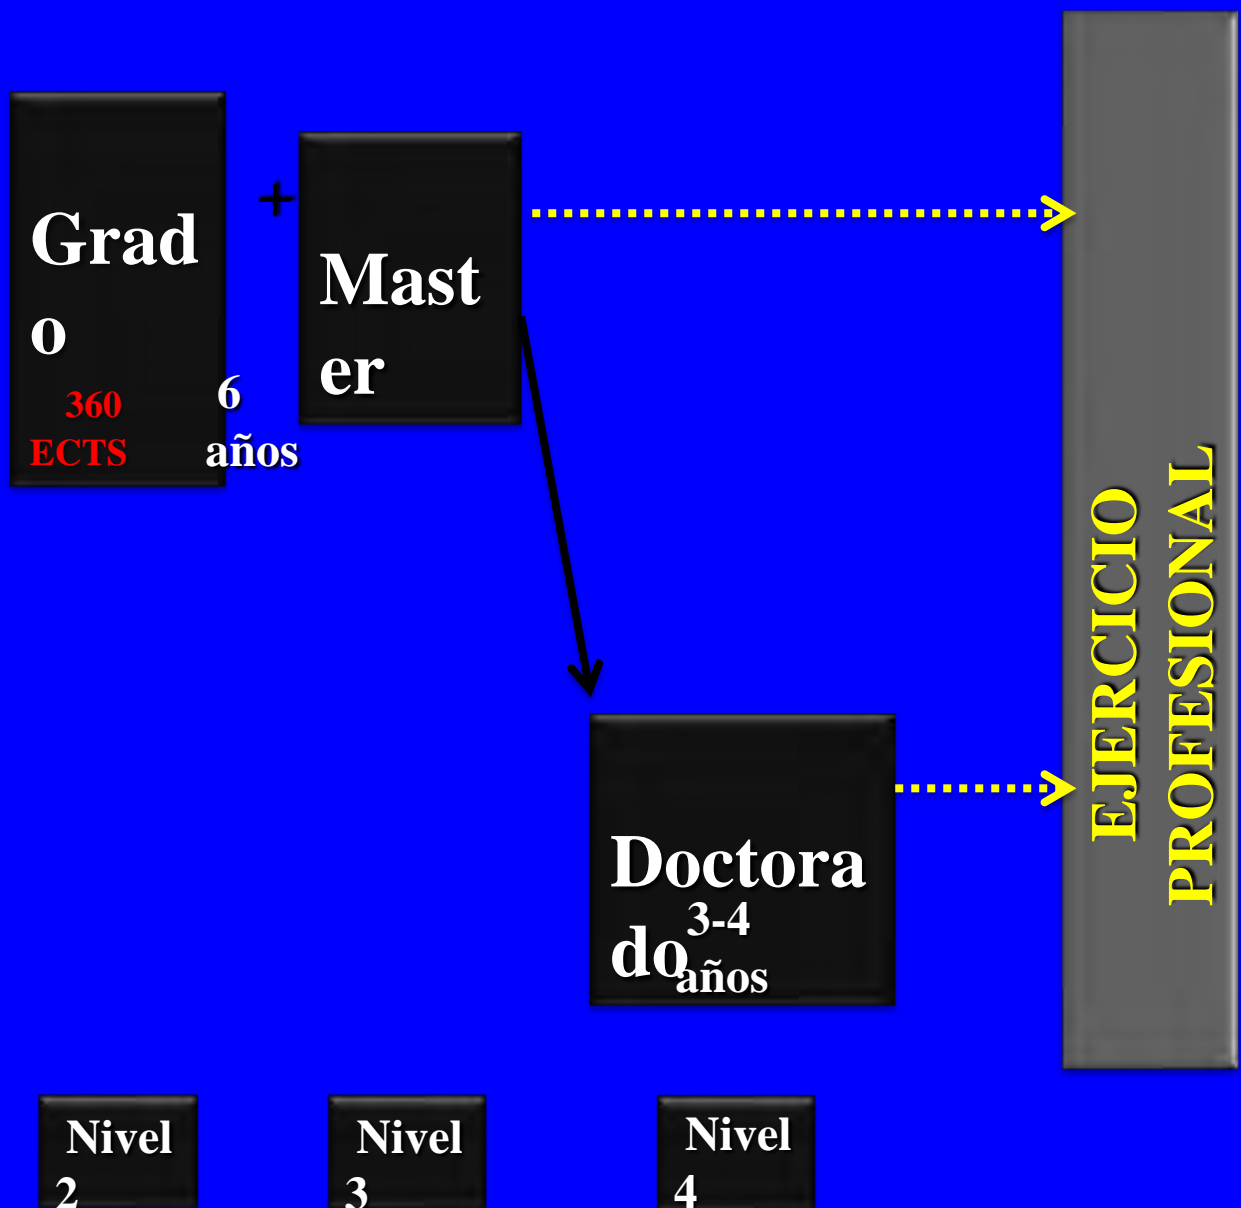 Grad
o
360
ECTS
6
años
+
Mast
er
EJERCICIO
PROFESIONAL
Doctora
do
3-4
años
Nivel
2
Nivel
3
Nivel
4